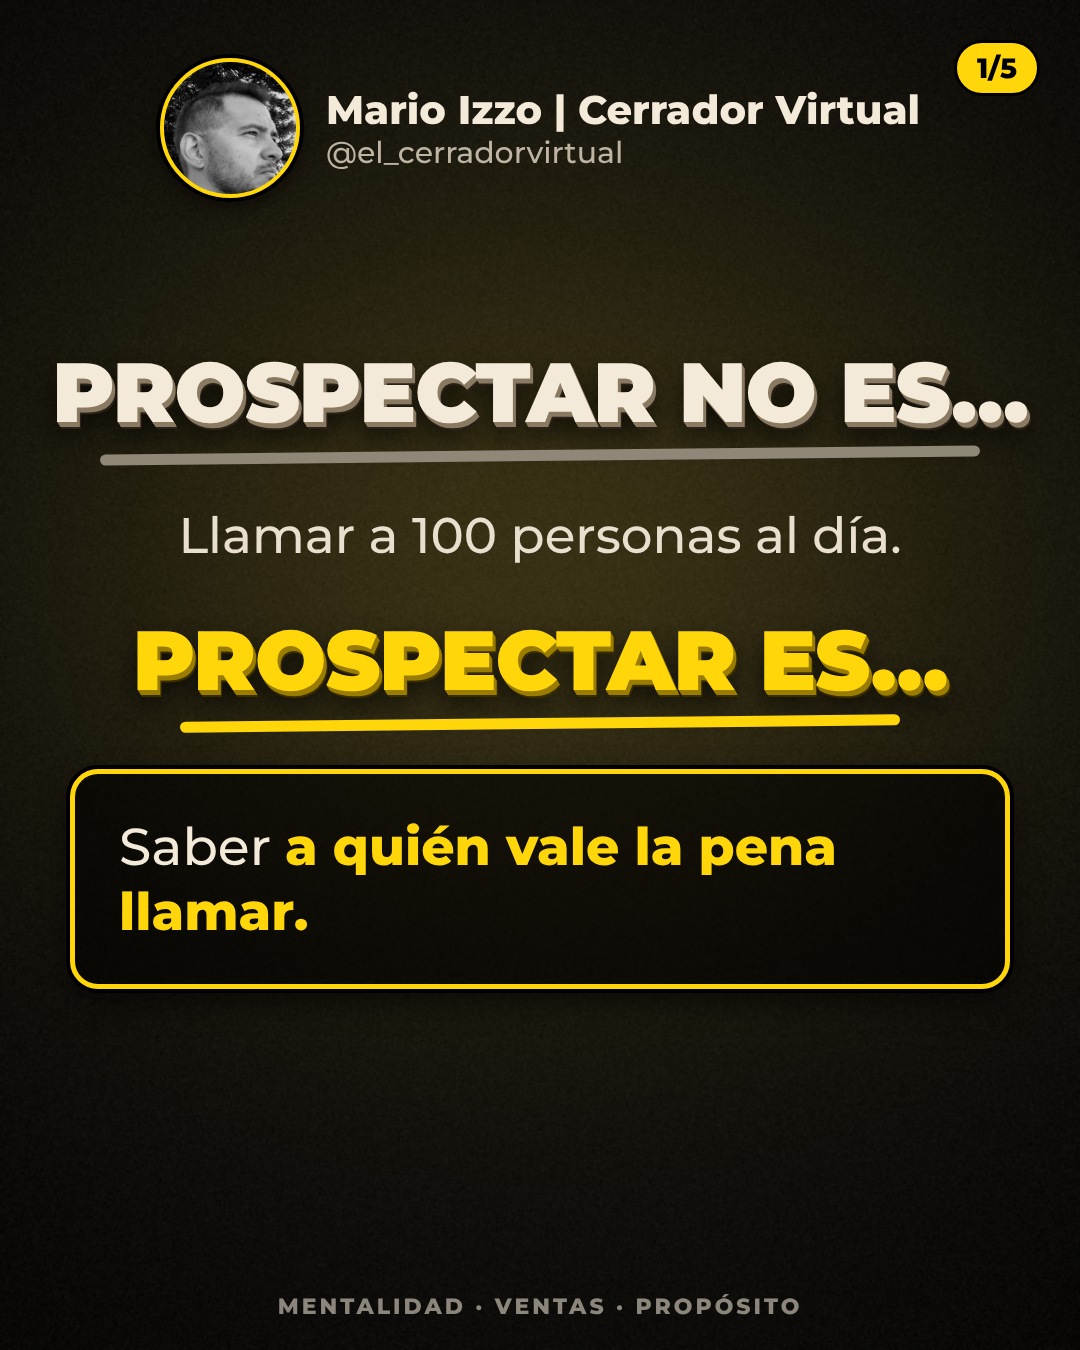 1/5
Mario Izzo | Cerrador Virtual
@el_cerradorvirtual
PROSPECTAR NO ES...
Llamar a 100 personas al día.
PROSPECTAR ES...
Saber a quién vale la pena
llamar.
MENTALIDAD · VENTAS · PROPÓSITO